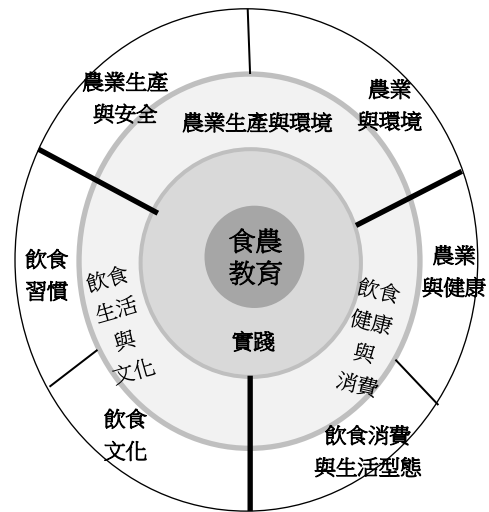 農業生產
與安全
農業
與環境
農業生產與環境
食農
教育
實踐
飲食
習慣
飲食
生活
與
文化
飲食
健康
與
消費
農業
與健康
飲食
文化
飲食消費
與生活型態